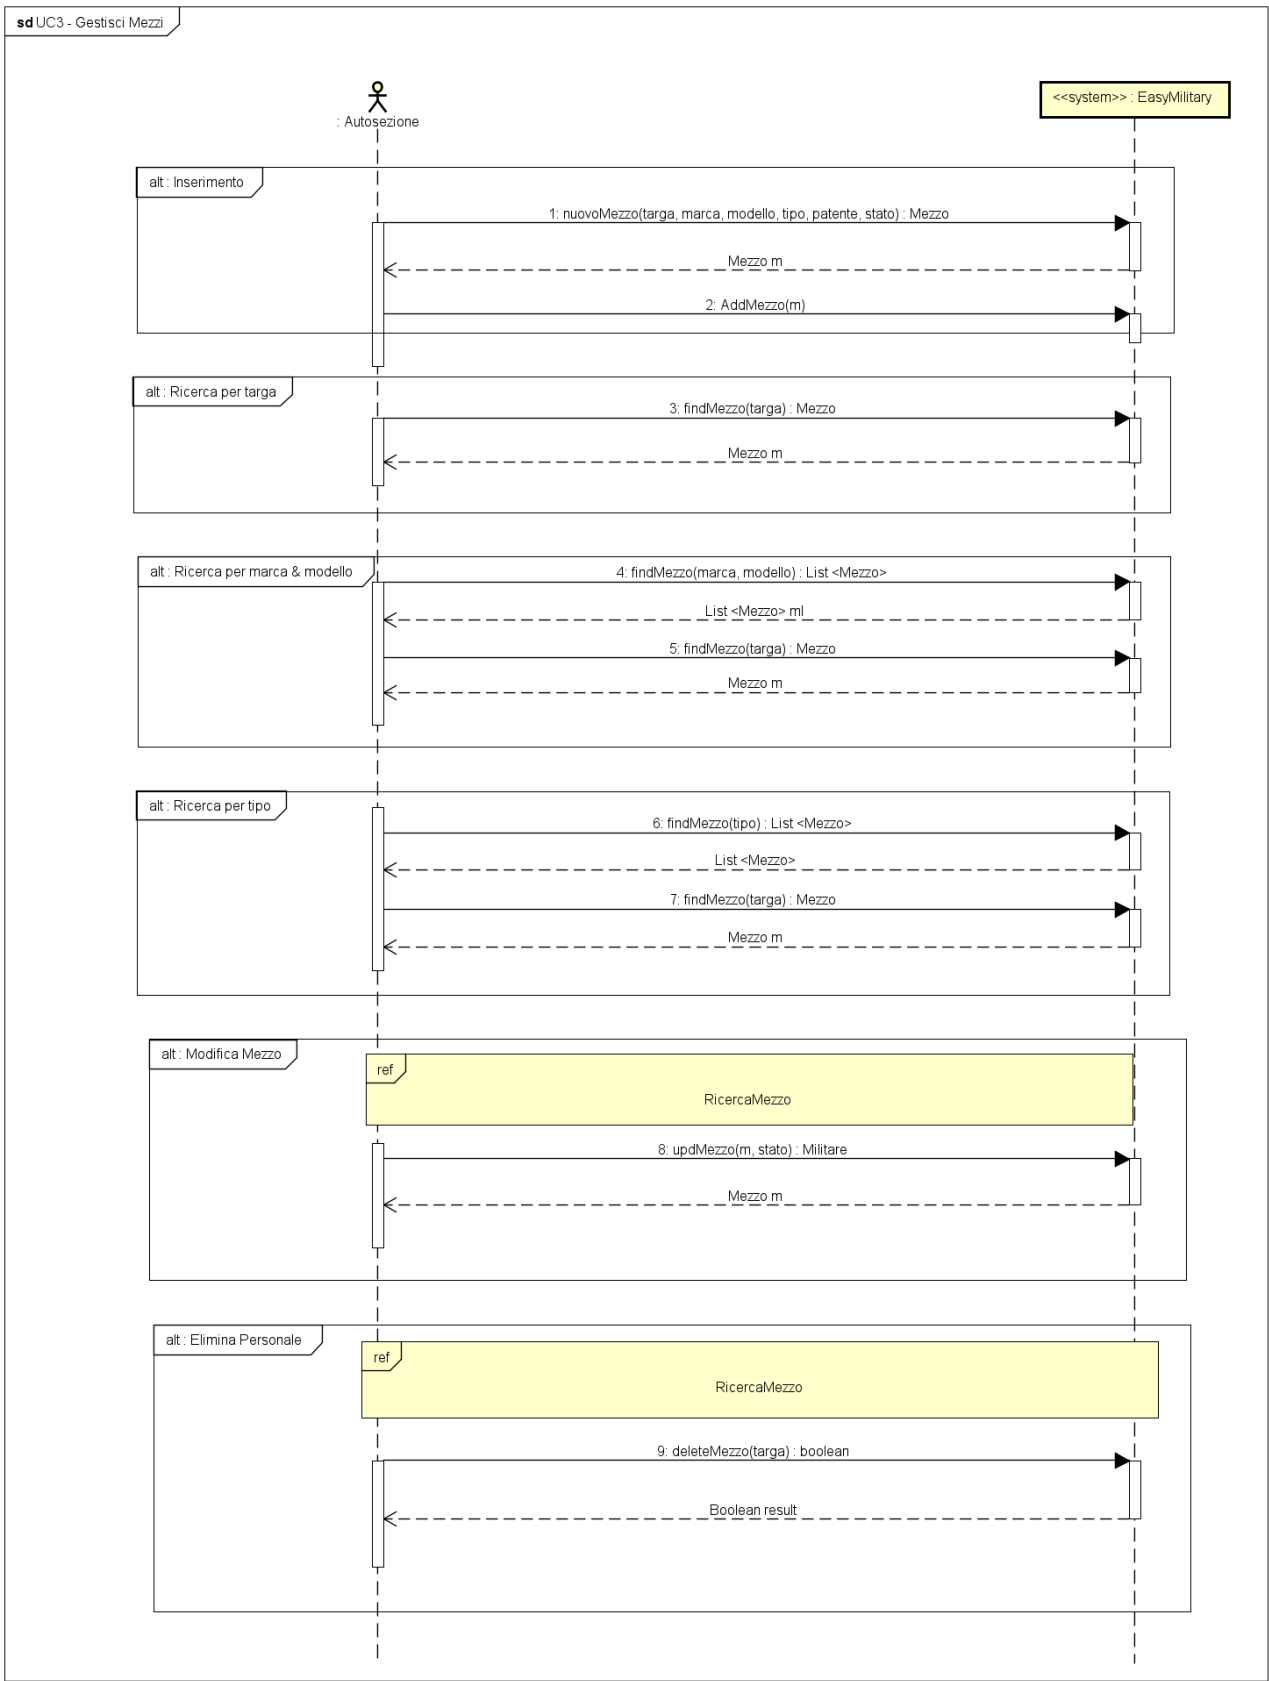 sd UC3 - Gestisci Mezzi
: Autosezione
<<system>> : EasyMilitary
alt : Inserimento
1: nuovoMezzo(targa, marca, modello, tipo, patente, stato) : Mezzo
Mezzo m
2: AddMezzo(m)
alt : Ricerca per targa
3: findMezzo(targa) : Mezzo
Mezzo m
alt : Ricerca per marca & modello
4: findMezzo(marca, modello) : List <Mezzo>
List <Mezzo> ml
5: findMezzo(targa) : Mezzo
Mezzo m
alt : Ricerca per tipo
6: findMezzo(tipo) : List <Mezzo>
List <Mezzo>
7: findMezzo(targa) : Mezzo
Mezzo m
alt : Modifica Mezzo
ref
RicercaMezzo
8: updMezzo(m, stato) : Militare
Mezzo m
alt : Elimina Personale
ref
RicercaMezzo
9: deleteMezzo(targa) : boolean
Boolean result